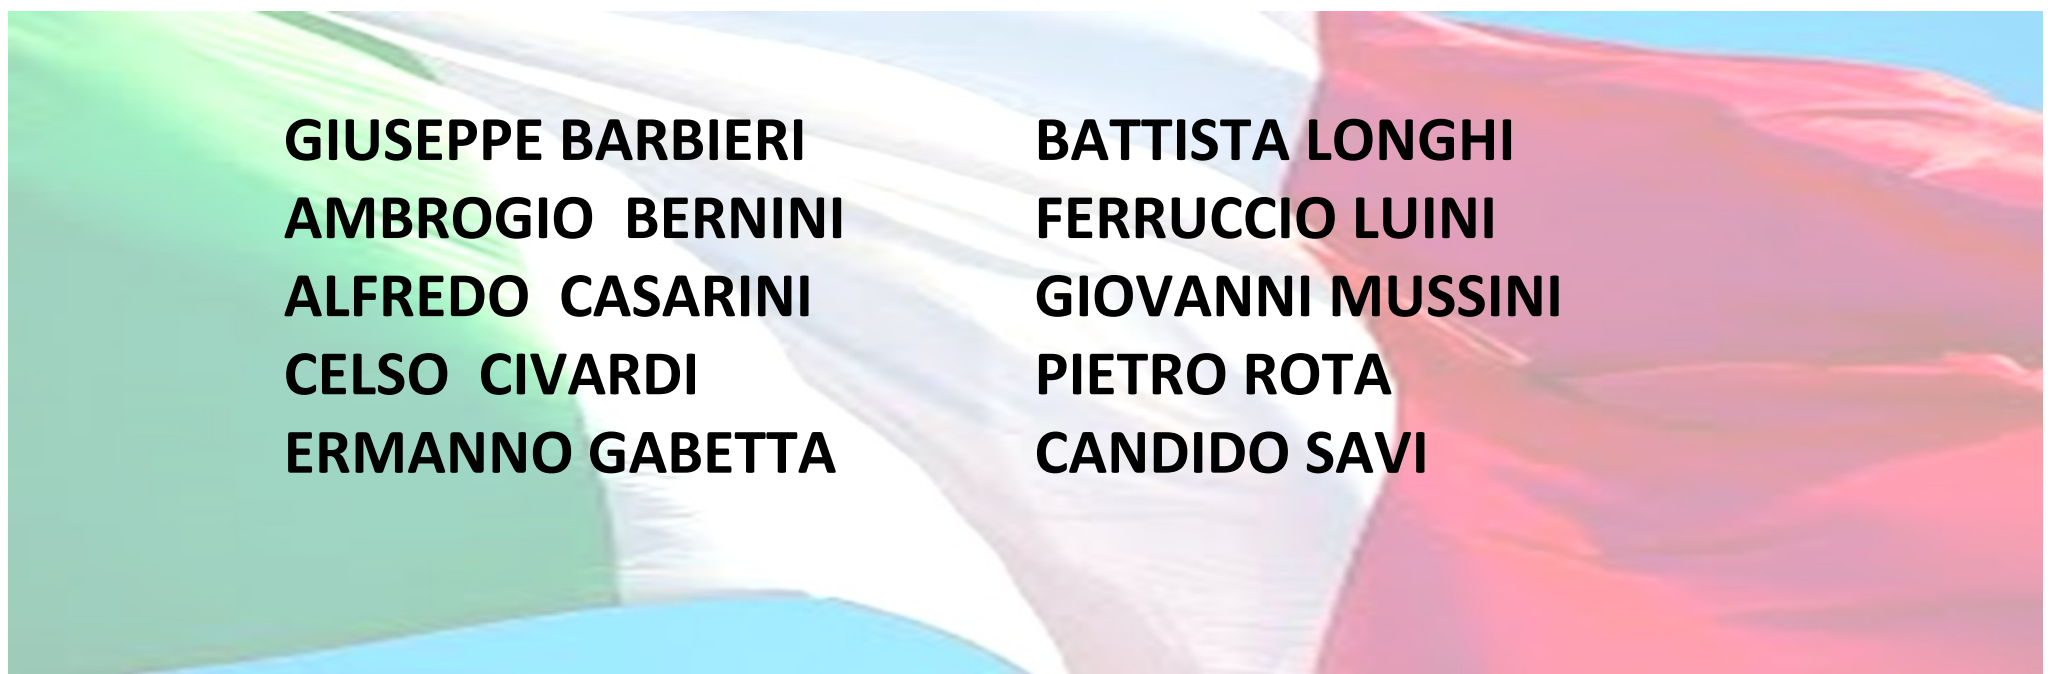 GIUSEPPE BARBIERI
AMBROGIO BERNINI
ALFREDO CASARINI
CELSO CIVARDI
ERMANNO GABETTA
BATTISTA LONGHI
FERRUCCIO LUINI
GIOVANNI MUSSINI
PIETRO ROTA
CANDIDO SAVI